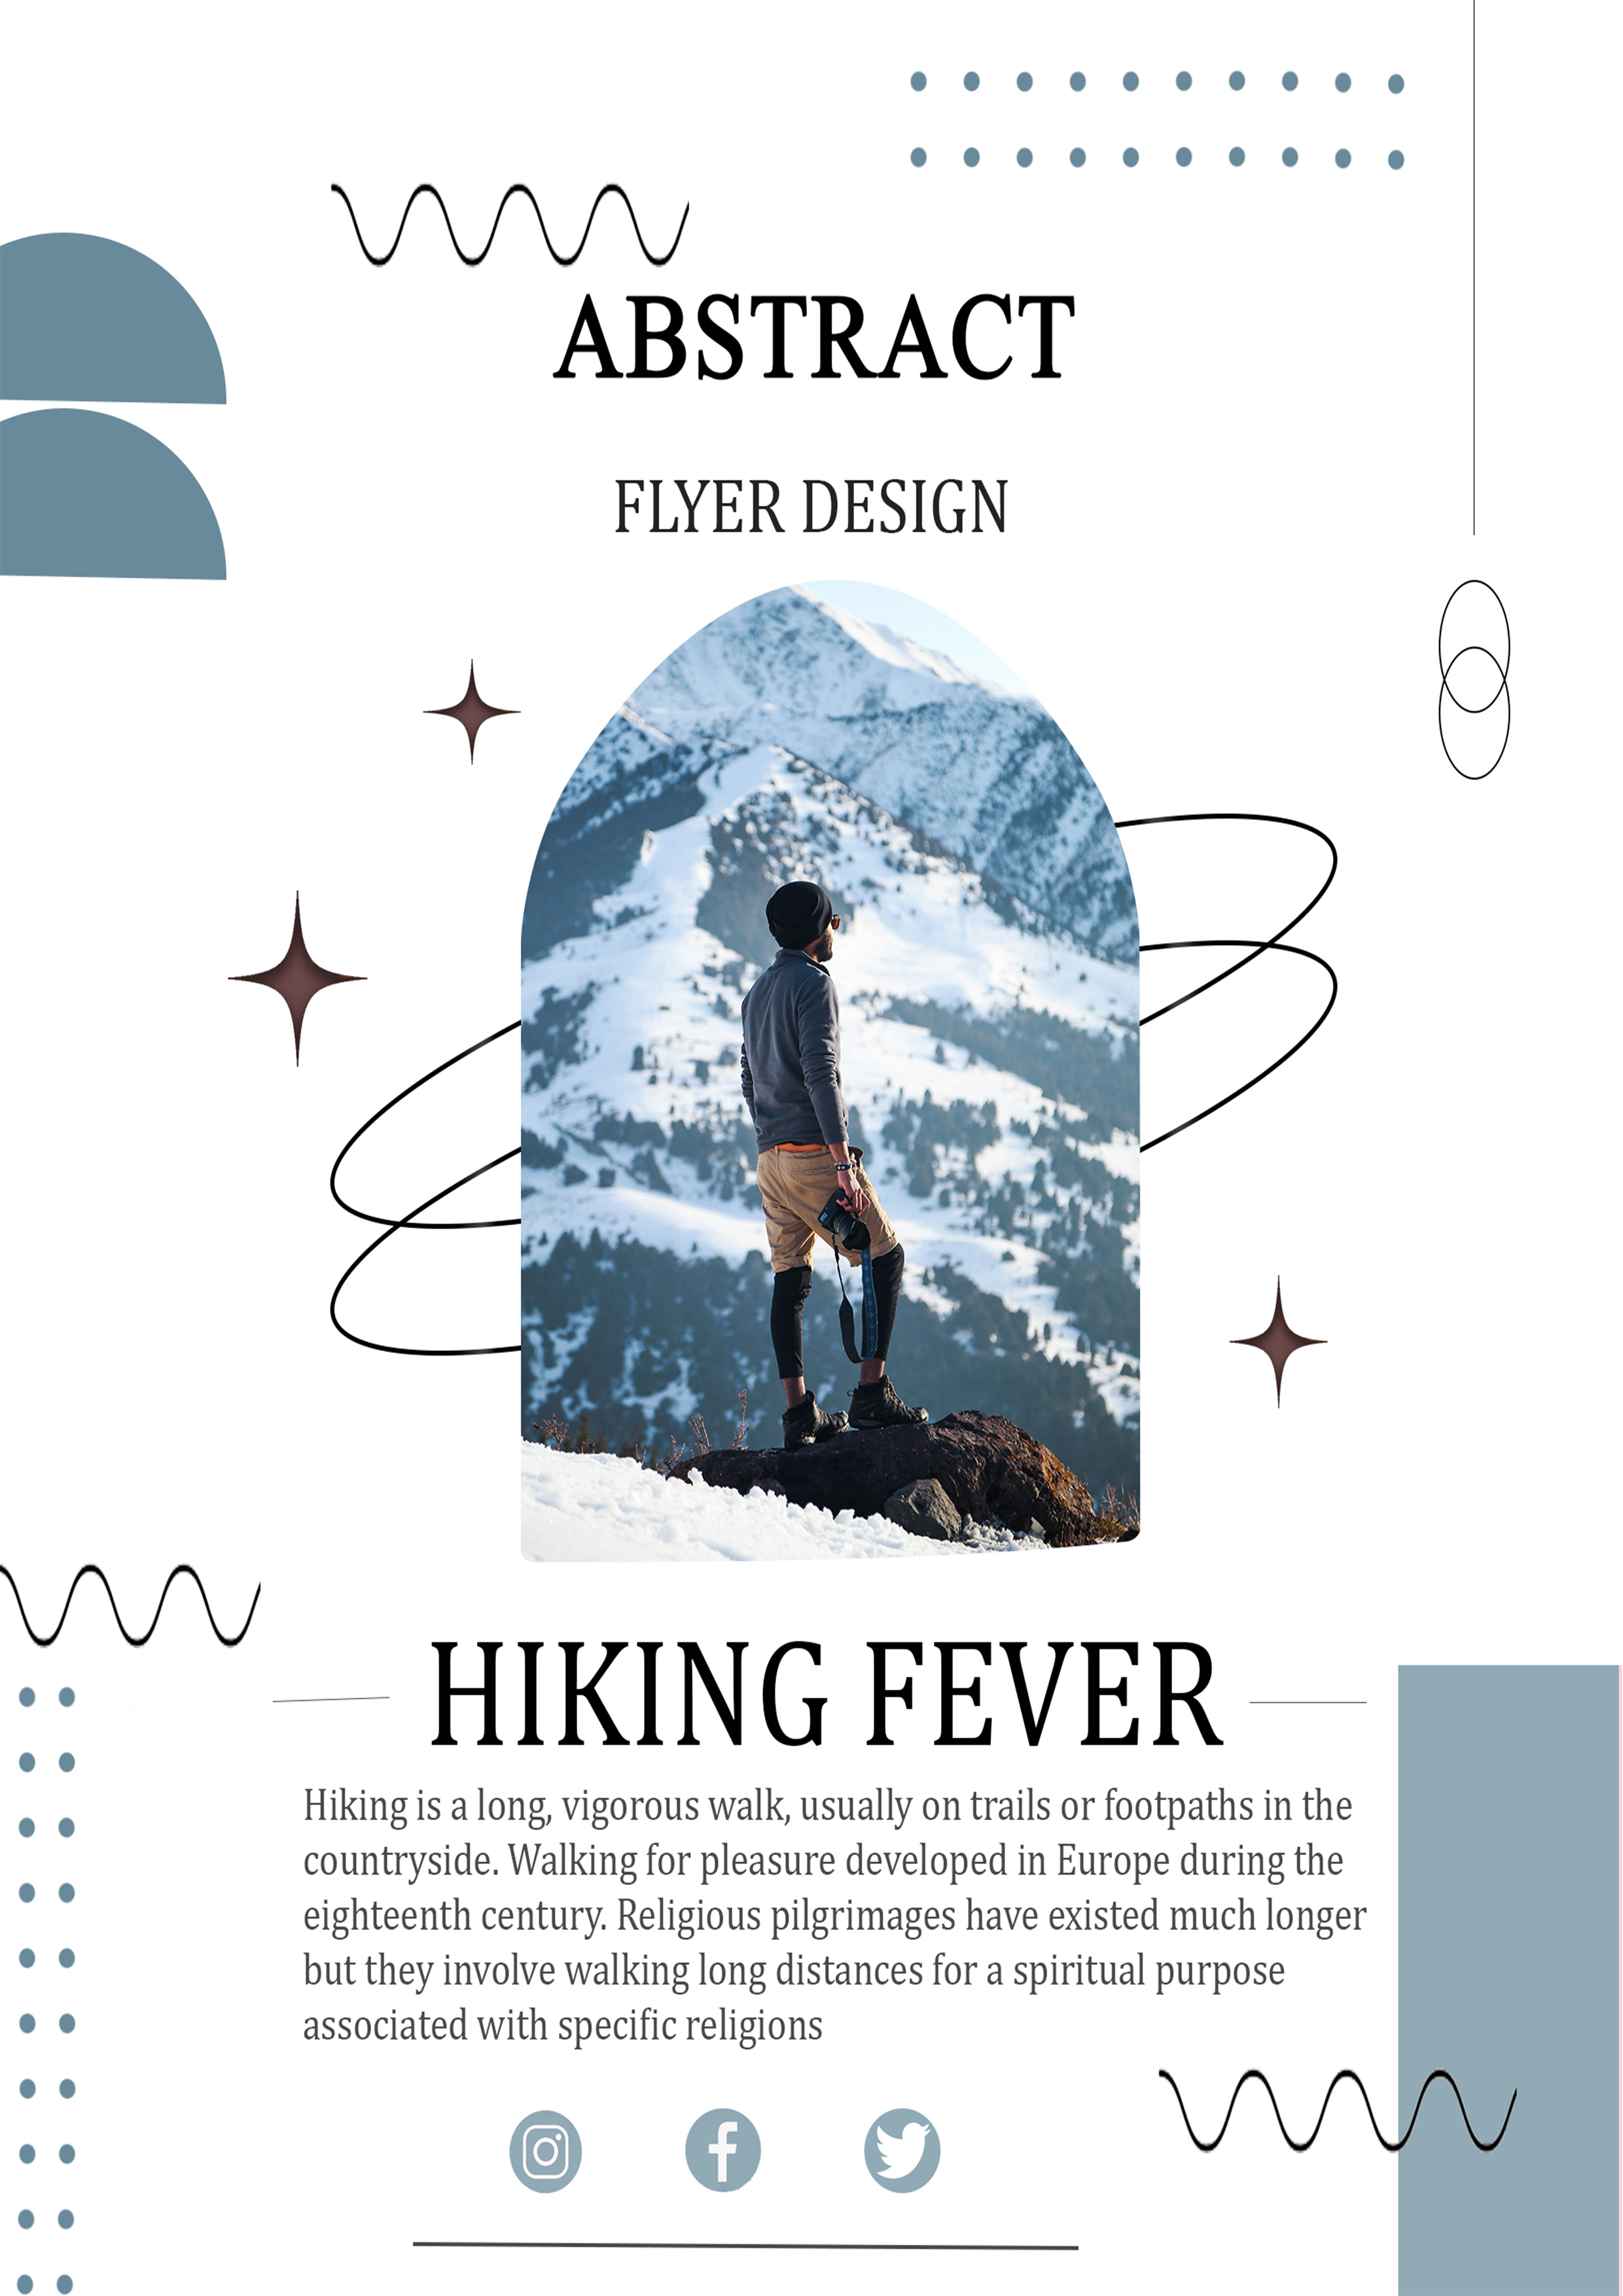 ABSTRACT
FLYER DESIGN
HIKING FEVER
Hiking is a long, vigorous walk, usually on trails or footpaths in the
countryside. Walking for pleasure developed in Europe during the
eighteenth century. Religious pilgrimages have existed much longer
but they involve walking long distances for a spiritual purpose
associated with specific religions